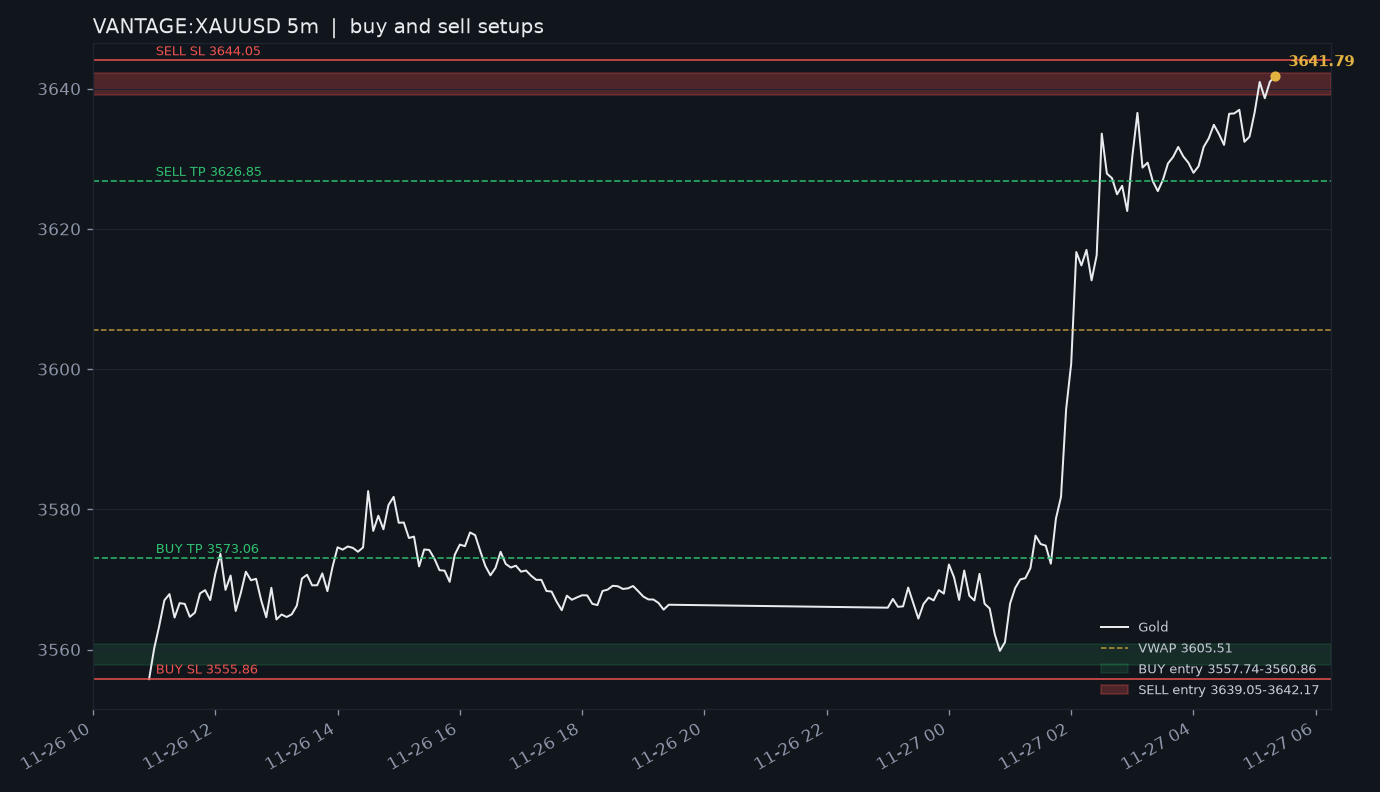 VANTAGE:XAUUSD 5m | buy and sell setups
SELL SL 3644.05
3641.79
3640
SELL TP 3626.85
3620
3600
3580
BUY TP 3573.06
3560
BUY SL 3555.86
Gold
VWAP 3605.51
BUY entry 3557.74-3560.86
SELL entry 3639.05-3642.17
11-26 10
11-26 12
11-26 14
11-26 16
11-26 18
11-26 20
11-26 22
11-27 00
11-27 02
11-27 04
11-27 06